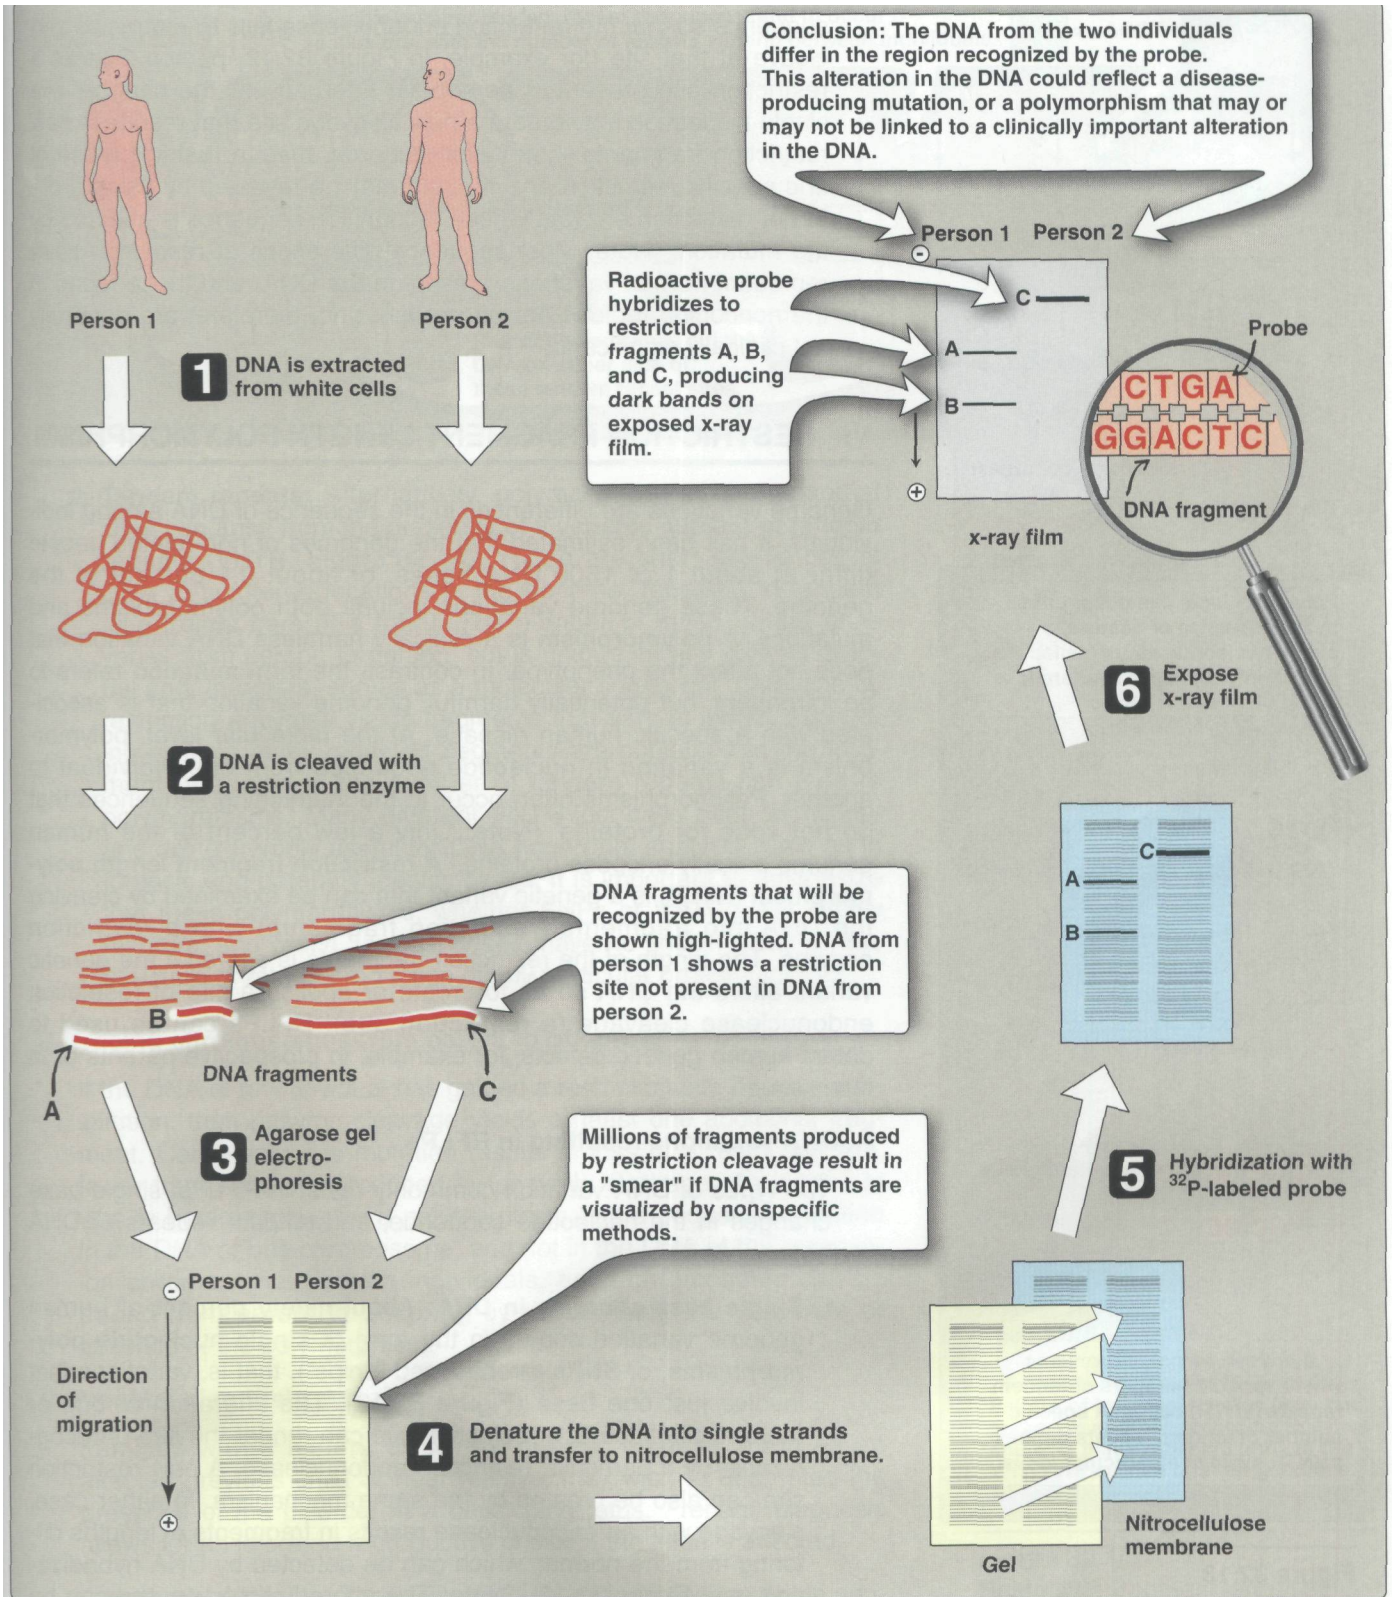 Conclusion: The DNA from the two individuals
differ in the region recognized by the probe.
This alteration in the DNA could reflect a disease-
producing mutation, or a polymorphism that may or
may not be linked to a clinically important alteration
in the DNA.
Person 1
Person 2
1
DNA is extracted
from white cells
Person 1 Person 2
-
Radioactive probe
hybridizes to
restriction
fragments A, B,
and C, producing
dark bands on
exposed x-ray
film.
C
A
B
+
x-ray film
Probe
CTGA
GGACTC
DNA fragment
2
DNA is cleaved with
a restriction enzyme
6
Expose
x-ray film
DNA fragments that will be
recognized by the probe are
shown high-lighted. DNA from
person 1 shows a restriction
site not present in DNA from
person 2.
B
A
DNA fragments
C
C
A
B
3
Agarose gel
electro-
phoresis
Millions of fragments produced
by restriction cleavage result in
a "smear" if DNA fragments are
visualized by nonspecific
methods.
5
Hybridization with
32P-labeled probe
Person 1 Person 2
-
Direction
of
migration
+
4
Denature the DNA into single strands
and transfer to nitrocellulose membrane.
Gel
Nitrocellulose
membrane